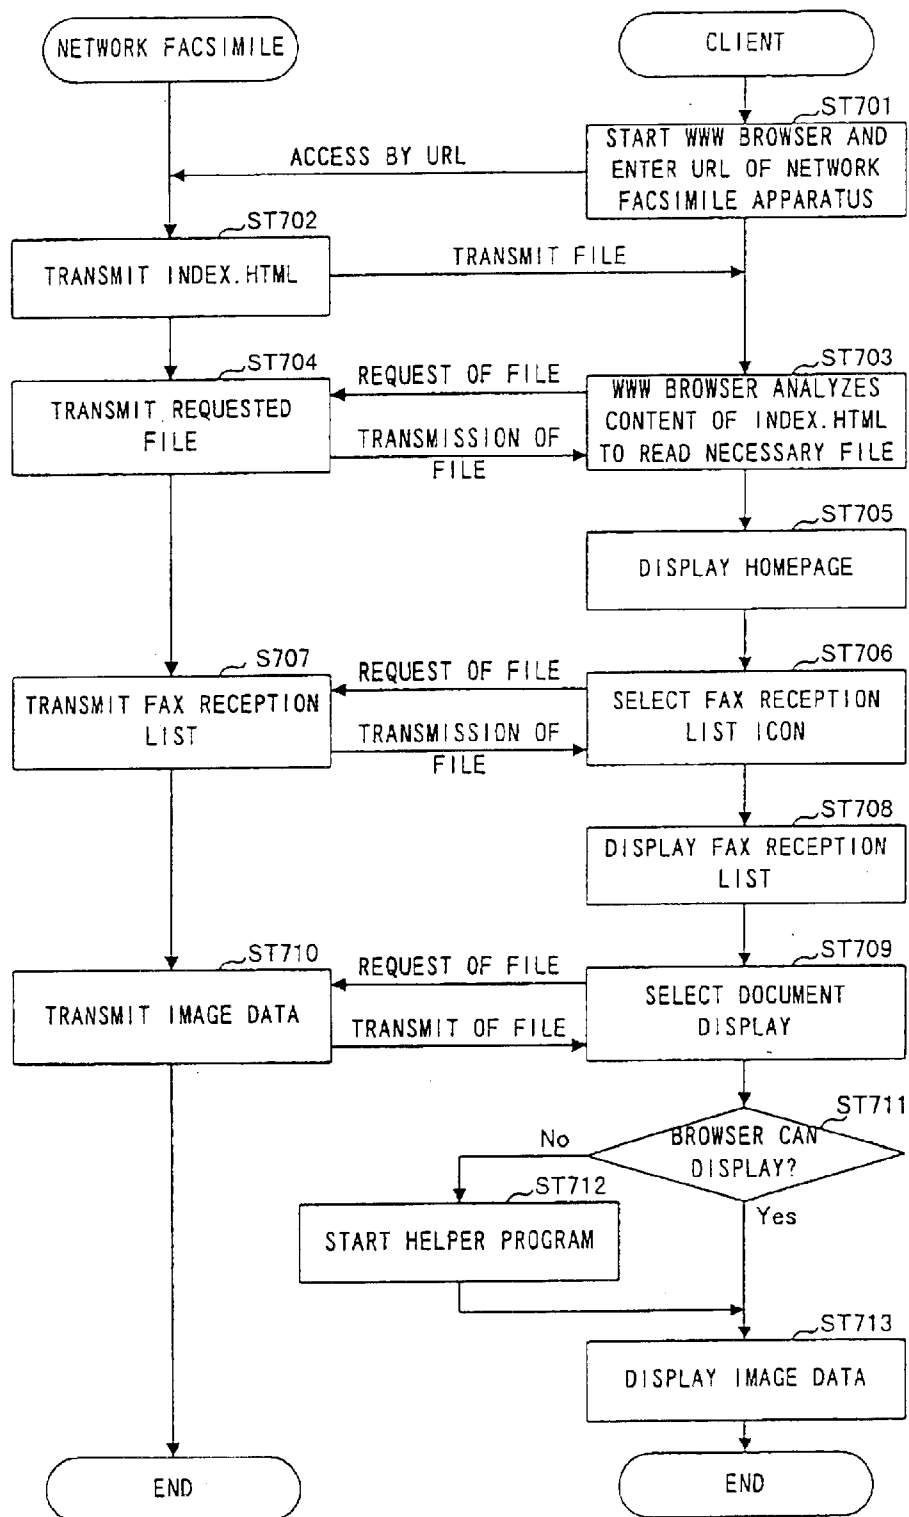 NETWORK FACSIMILE
CLIENT
ST701
START WWW BROWSER AND
ENTER URL OF NETWORK
FACSIMILE APPARATUS
ACCESS BY URL
ST702
TRANSMIT INDEX.HTML
TRANSMIT FILE
ST704
TRANSMIT REQUESTED
FILE
REQUEST OF FILE
TRANSMISSION OF
FILE
ST703
WWW BROWSER ANALYZES
CONTENT OF INDEX.HTML
TO READ NECESSARY FILE
ST705
DISPLAY HOMEPAGE
S707
TRANSMIT FAX RECEPTION
LIST
REQUEST OF FILE
TRANSMISSION OF
FILE
ST706
SELECT FAX RECEPTION
LIST ICON
ST708
DISPLAY FAX RECEPTION
LIST
ST710
TRANSMIT IMAGE DATA
REQUEST OF FILE
TRANSMIT OF FILE
ST709
SELECT DOCUMENT
DISPLAY
ST711
BROWSER CAN
DISPLAY?
No
Yes
ST712
START HELPER PROGRAM
ST713
DISPLAY IMAGE DATA
END
END